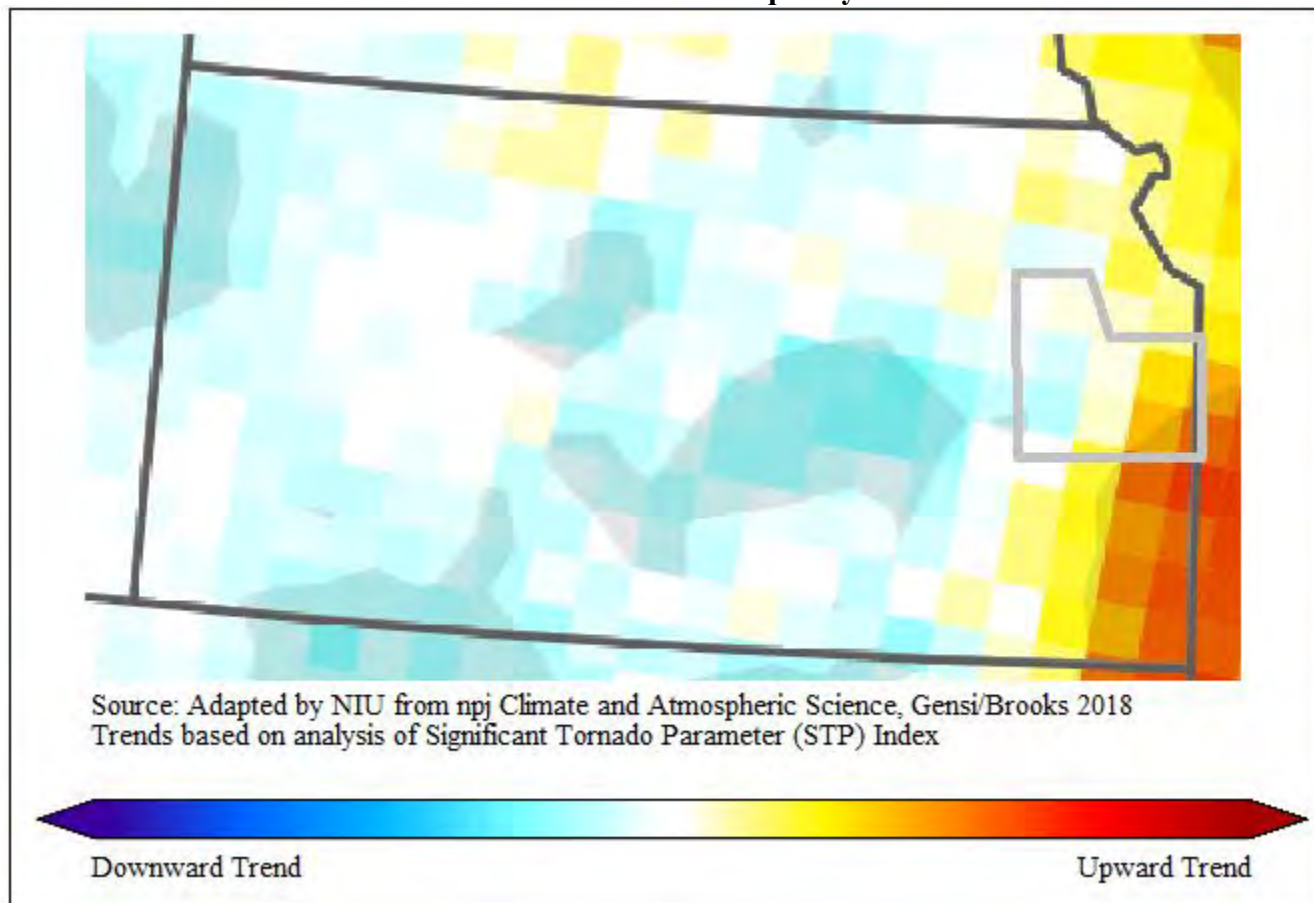 Source: Adapted by NIU from npj Climate and Atmospheric Science, Gensi/Brooks 2018
Trends based on analysis of Significant Tornado Parameter (STP) Index
Downward Trend
Upward Trend